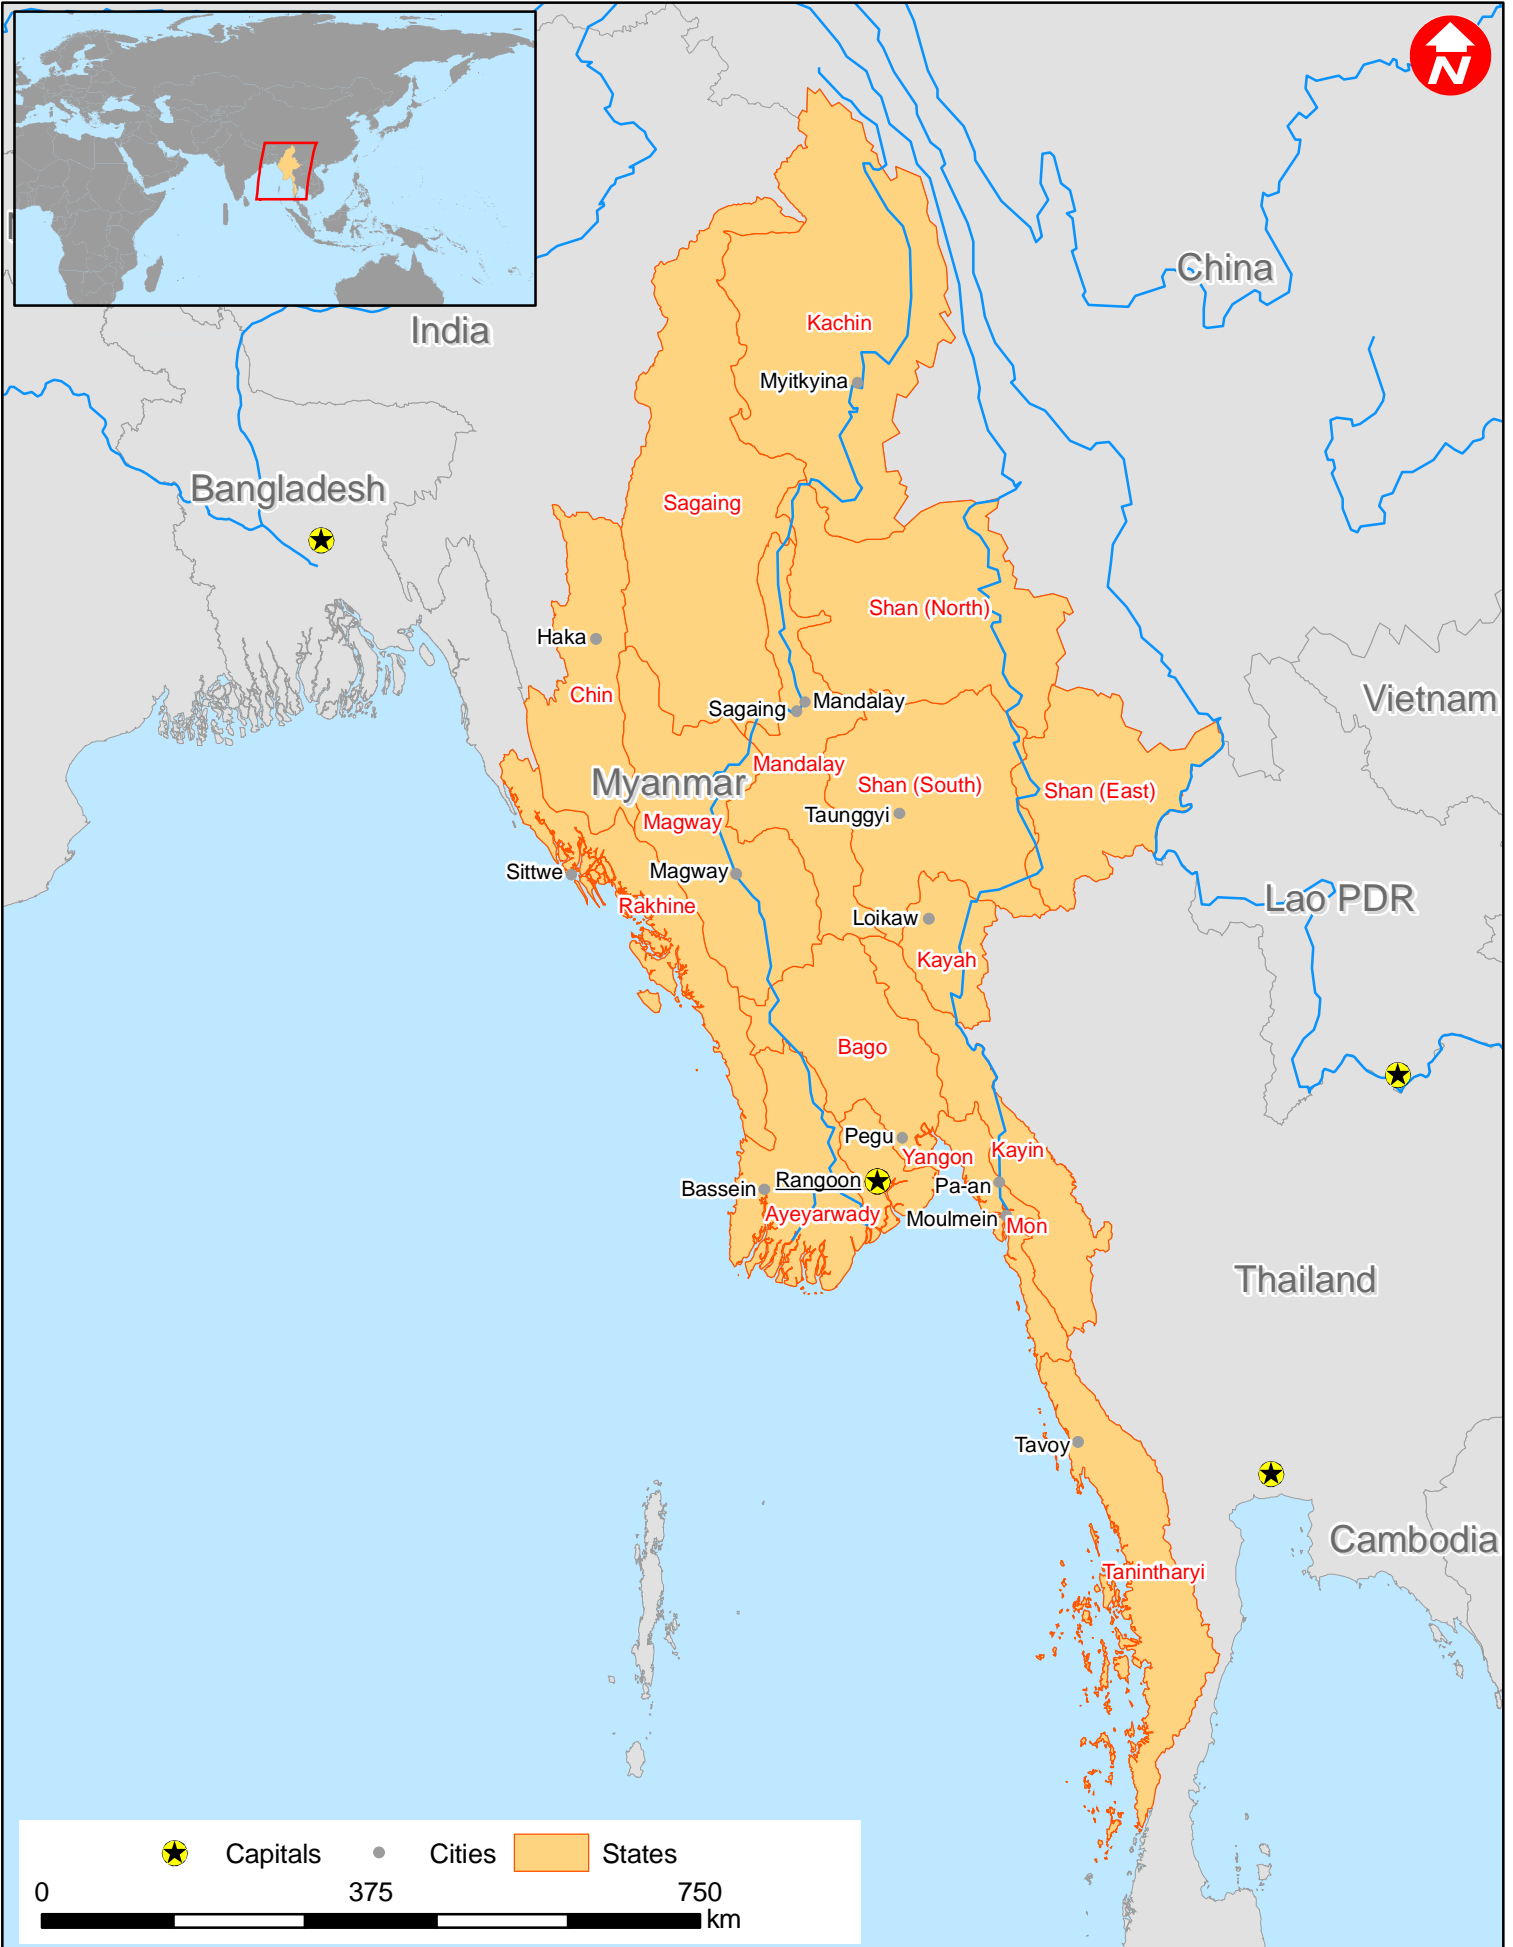 N
China
India
Kachin
Myitkyina
Bangladesh
Sagaing
Shan (North)
Haka
Chin
Vietnam
Sagaing
Mandalay
Mandalay
Myanmar
Shan (South)
Shan (East)
Taunggyi
Magway
Sittwe
Magway
Lao PDR
Rakhine
Loikaw
Kayah
Bago
Pegu
Yangon
Kayin
Bassein
Rangoon
Pa-an
Ayeyarwady
Moulmein
Mon
Thailand
Tavoy
Cambodia
Tanintharyi
Capitals
Cities
States
0 375 750
km